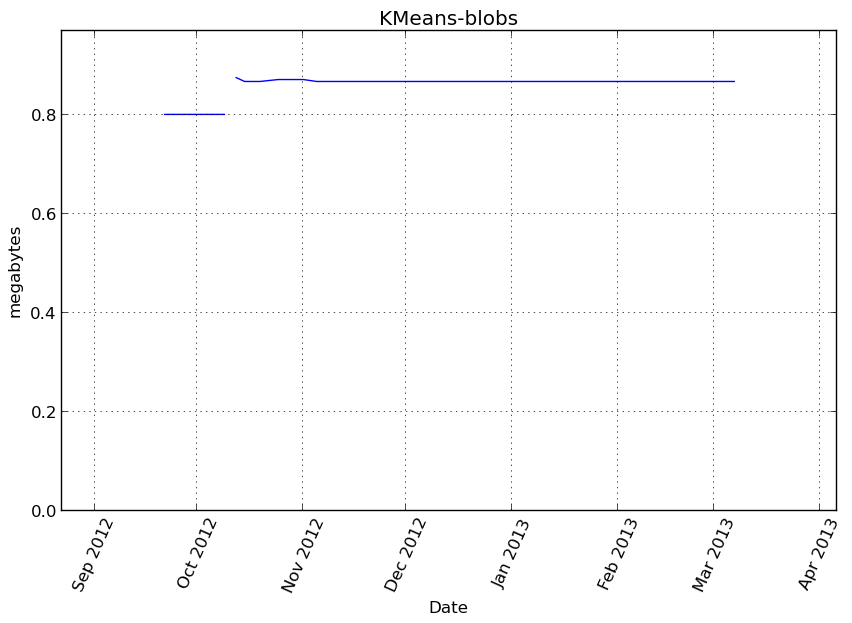 KMeans-blobs
megabytes
0.8
0.6
0.4
0.2
0.0
Sep 2012
Oct 2012
Nov 2012
Dec 2012
Jan 2013
Feb 2013
Mar 2013
Apr 2013
Date